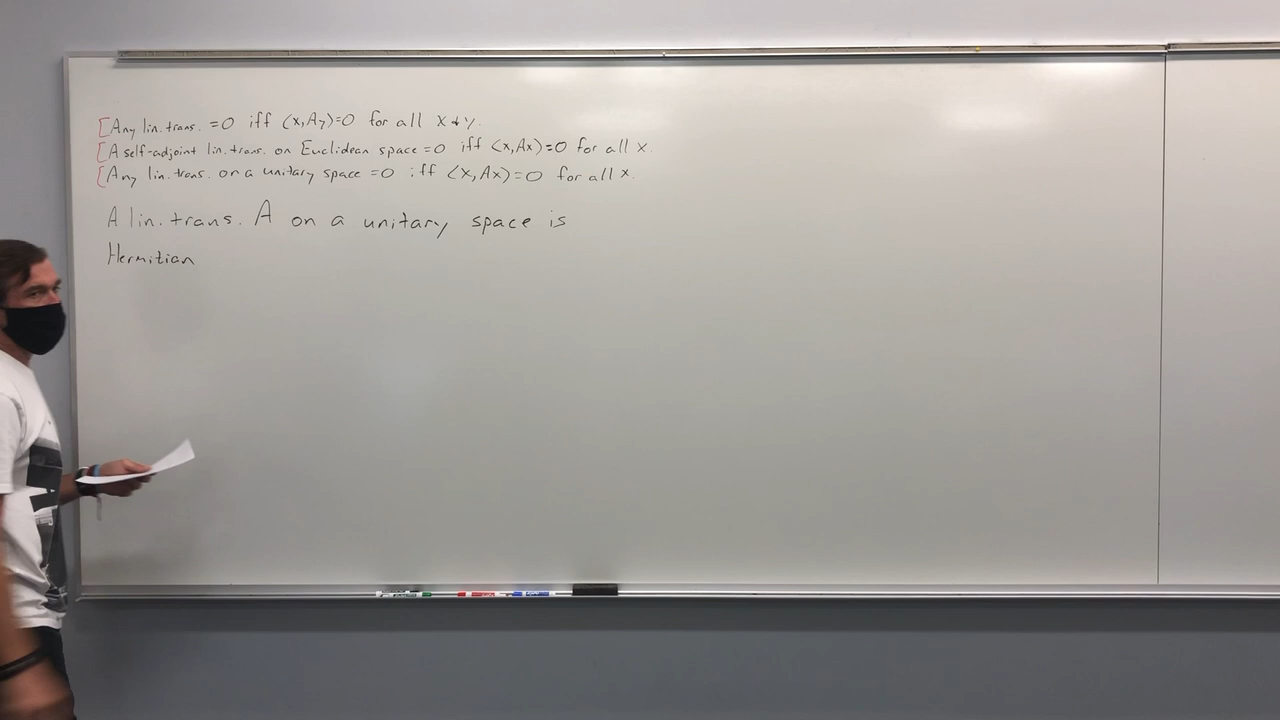 [Any lin. trans. =0 iff ⟨x,Ay⟩=0 for all x & y.
[A self-adjoint lin. trans. on Euclidean space =0 iff ⟨x,Ax⟩=0 for all x.
[Any lin. trans. on a unitary space =0 iff ⟨x,Ax⟩=0 for all x.
A lin. trans. A on a unitary space is
Hermitian